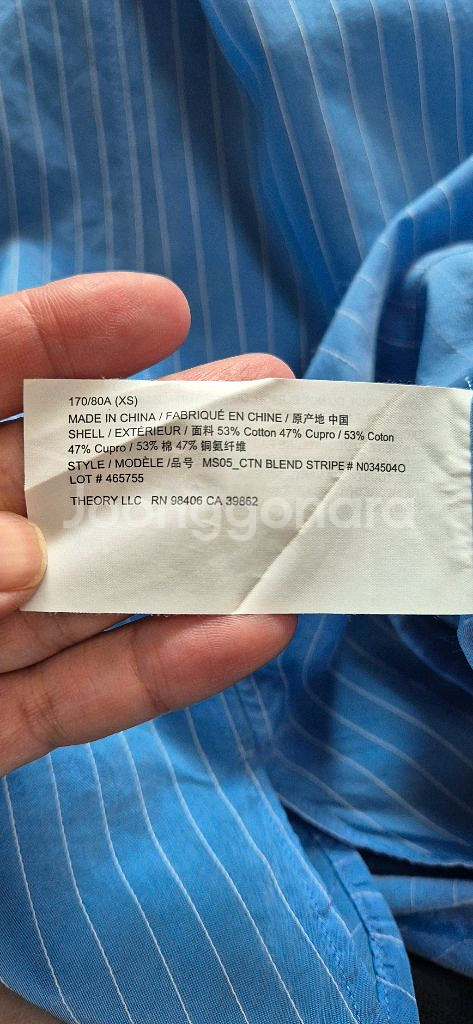 170/80A (XS)
MADE IN CHINA / FABRIQUÉ EN CHINE / 原产地 中国
SHELL / EXTÉRIEUR / 面料 53% Cotton 47% Cupro / 53% Coton
47% Cupro / 53% 棉 47% 铜氨纤维
STYLE / MODÈLE /品号 MS05_CTN BLEND STRIPE# N034504O
LOT # 465755
THEORY LLC RN 98406 CA 39862
Joonggonara